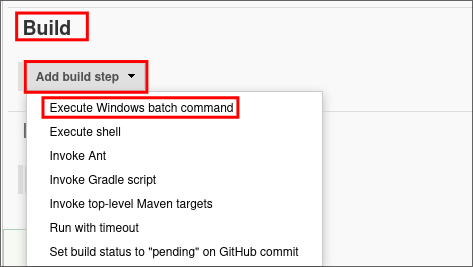 Build
Add build step
Execute Windows batch command
Execute shell
Invoke Ant
Invoke Gradle script
Invoke top-level Maven targets
Run with timeout
Set build status to "pending" on GitHub commit